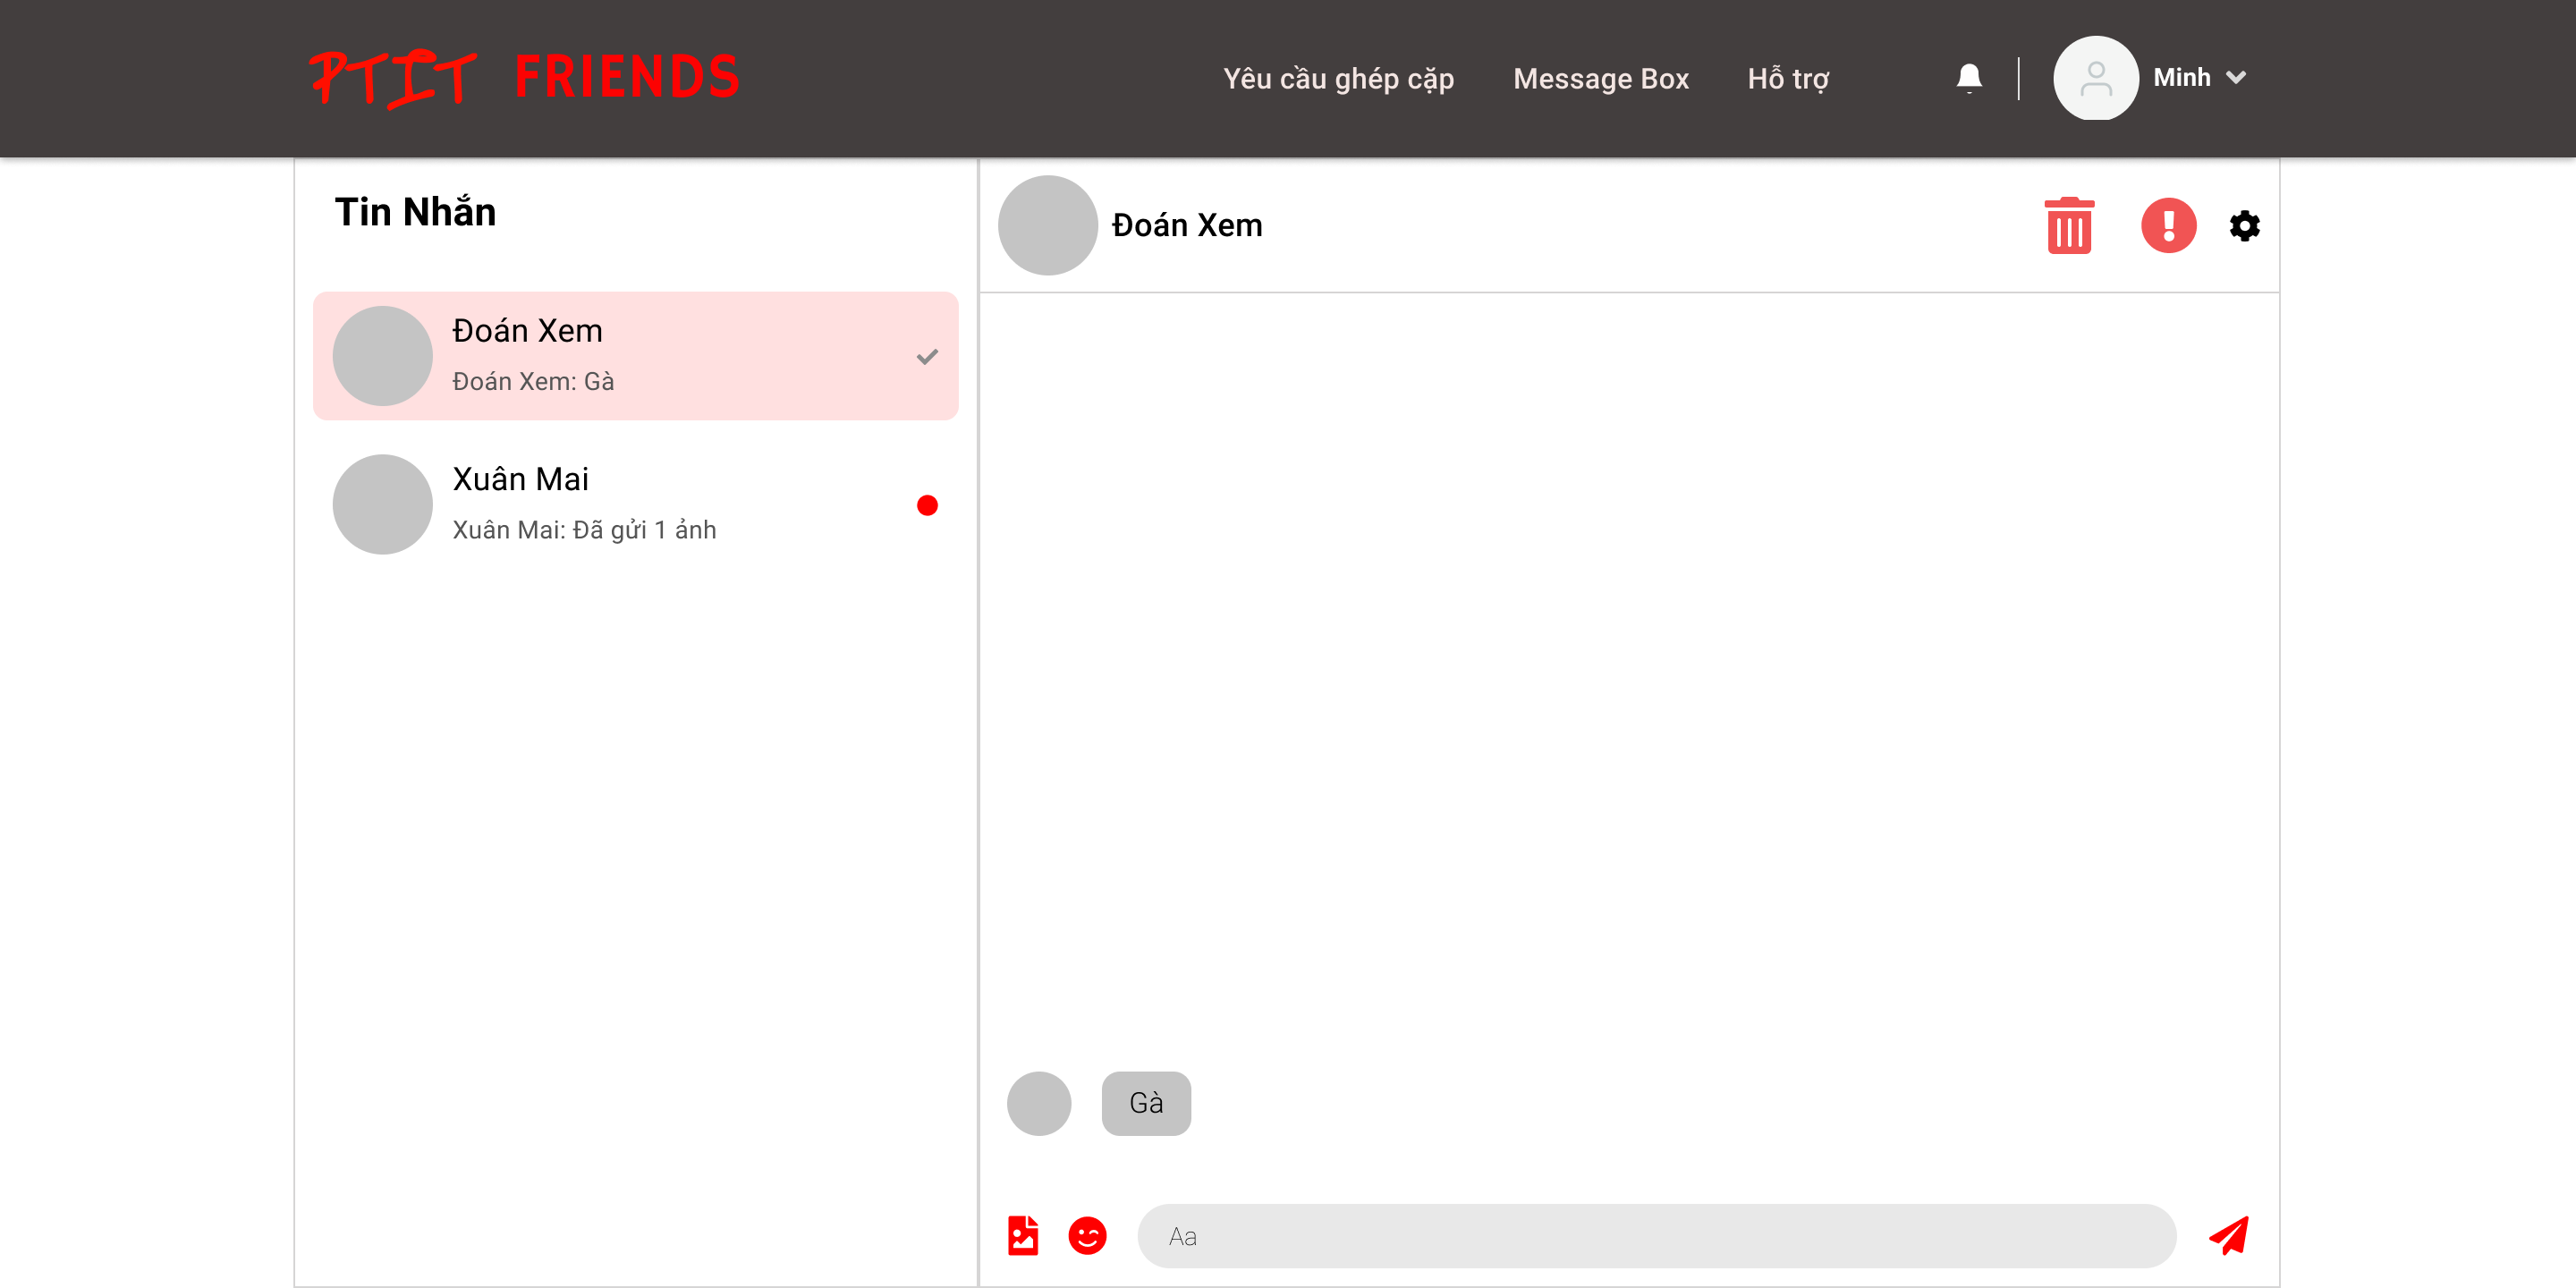 PTIT FRIENDS
Yêu cầu ghép cặp
Message Box
Hỗ trợ
Minh
Tin Nhắn
Đoán Xem
Đoán Xem: Gà
Xuân Mai
Xuân Mai: Đã gửi 1 ảnh
Đoán Xem
Gà
Aa